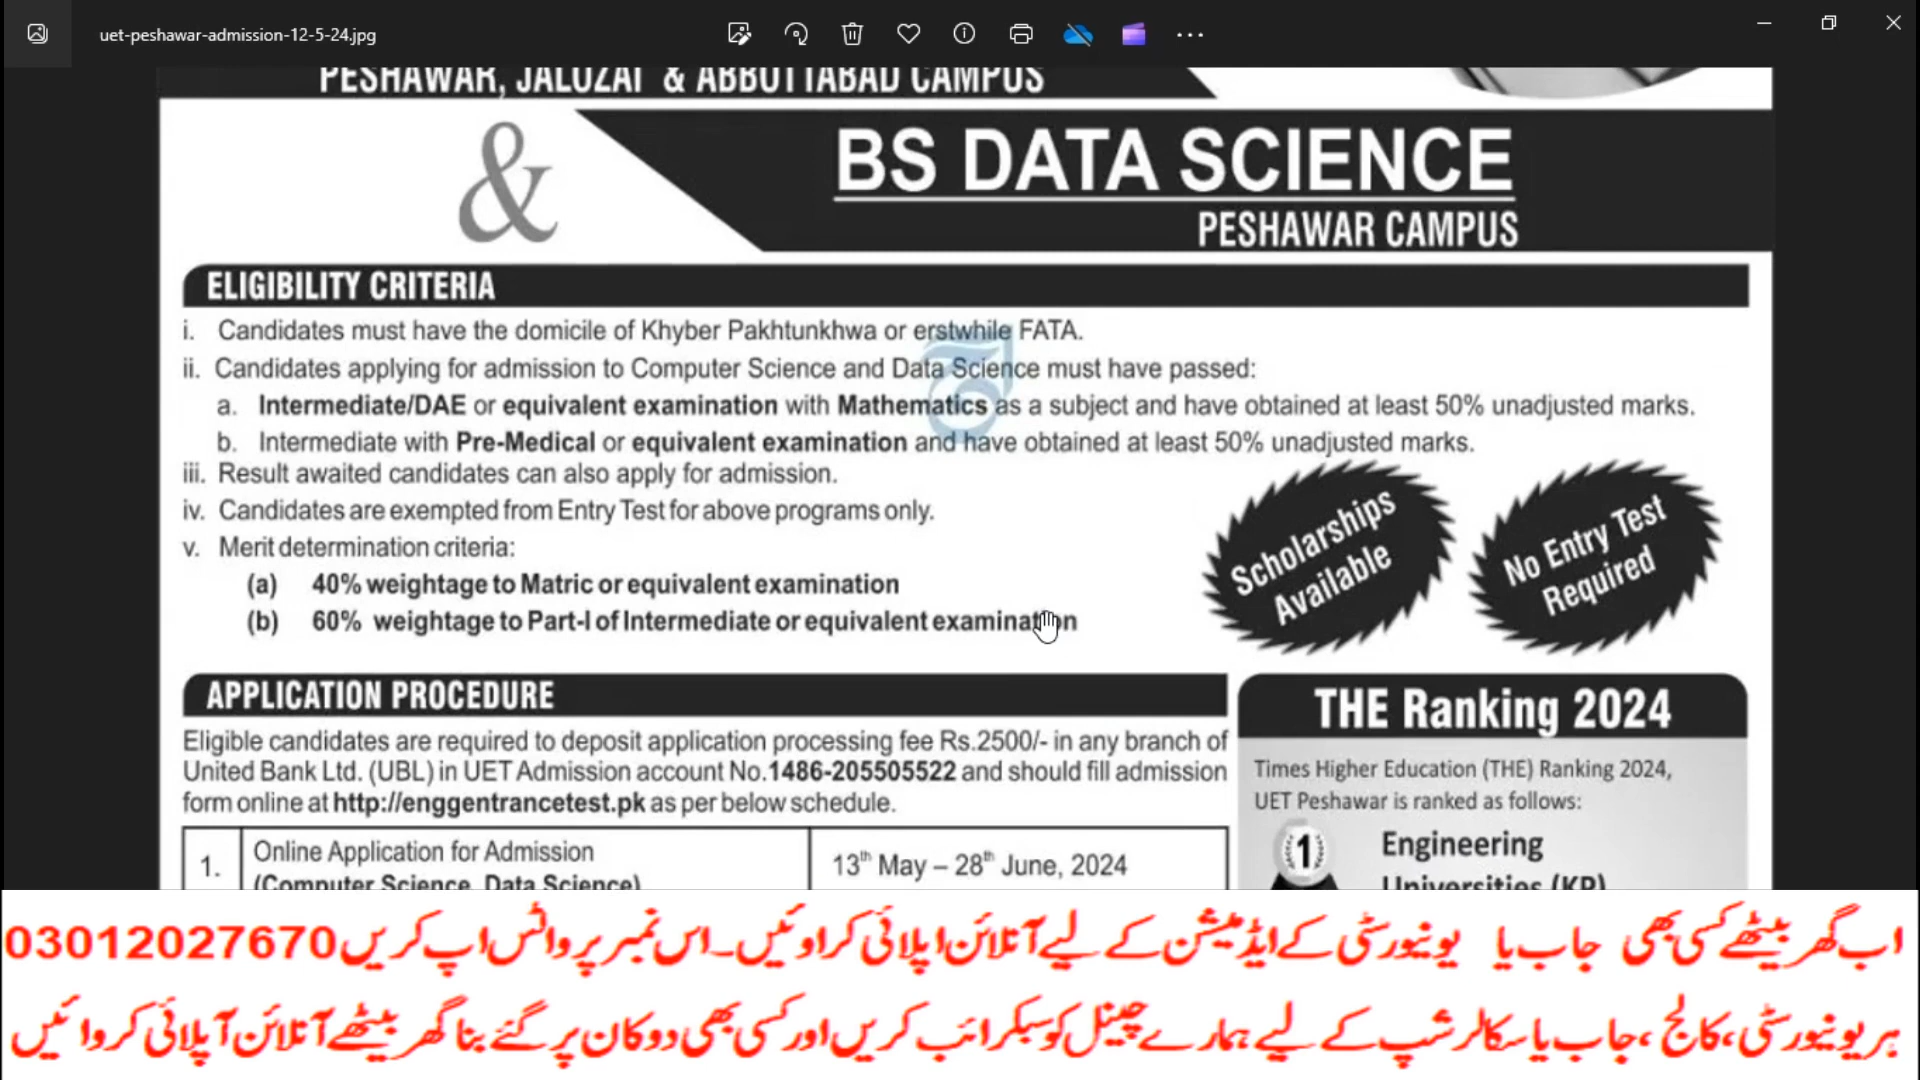 uet-peshawar-admission-12-5-24.jpg
PESHAWAR, JALOZAI & ABBOTTABAD CAMPUS
& BS DATA SCIENCE
PESHAWAR CAMPUS
ELIGIBILITY CRITERIA
i. Candidates must have the domicile of Khyber Pakhtunkhwa or erstwhile FATA.
ii. Candidates applying for admission to Computer Science and Data Science must have passed:
a. Intermediate/DAE or equivalent examination with Mathematics as a subject and have obtained at least 50% unadjusted marks.
b. Intermediate with Pre-Medical or equivalent examination and have obtained at least 50% unadjusted marks.
iii. Result awaited candidates can also apply for admission.
iv. Candidates are exempted from Entry Test for above programs only.
v. Merit determination criteria:
(a) 40% weightage to Matric or equivalent examination
(b) 60% weightage to Part-I of Intermediate or equivalent examination
Scholarships
Available
No Entry Test
Required
APPLICATION PROCEDURE
Eligible candidates are required to deposit application processing fee Rs.2500/- in any branch of
United Bank Ltd. (UBL) in UET Admission account No.1486-205505522 and should fill admission
form online at http://enggentrancetest.pk as per below schedule.
1. Online Application for Admission
(Computer Science, Data Science)
13th May – 28th June, 2024
THE Ranking 2024
Times Higher Education (THE) Ranking 2024,
UET Peshawar is ranked as follows:
1 Engineering
Universities (KP)
اب گھر بیٹھے کسی بھی جاب یا یونیورسٹی کے ایڈمیشن کے لیے آنلائن اپلائی کراوئیں۔اس نمبر پر واٹس اپ کریں 03012027670
ہر یونیورسٹی، کالج ،جاب یا سکالرشپ کے لیے ہمارے چینل کو سبکرائب کریں اور کسی بھی دوکان پر گئے بنا گھر بیٹھے آنلائن آپلائی کروائیں